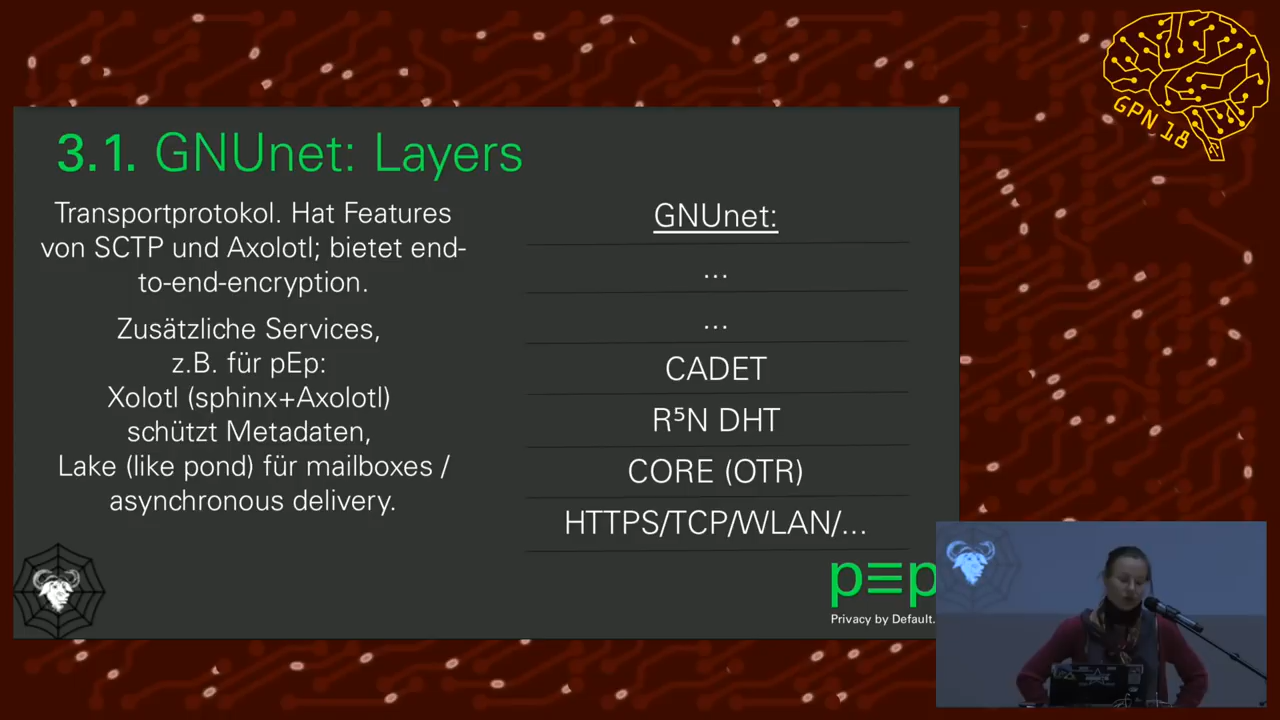 GPN 18
3.1. GNUnet: Layers
Transportprotokol. Hat Features
von SCTP und Axolotl; bietet end-
to-end-encryption.
Zusätzliche Services,
z.B. für pEp:
Xolotl (sphinx+Axolotl)
schützt Metadaten,
Lake (like pond) für mailboxes /
asynchronous delivery.
GNUnet:
...
...
CADET
R⁵N DHT
CORE (OTR)
HTTPS/TCP/WLAN/...
p≡p
Privacy by Default.